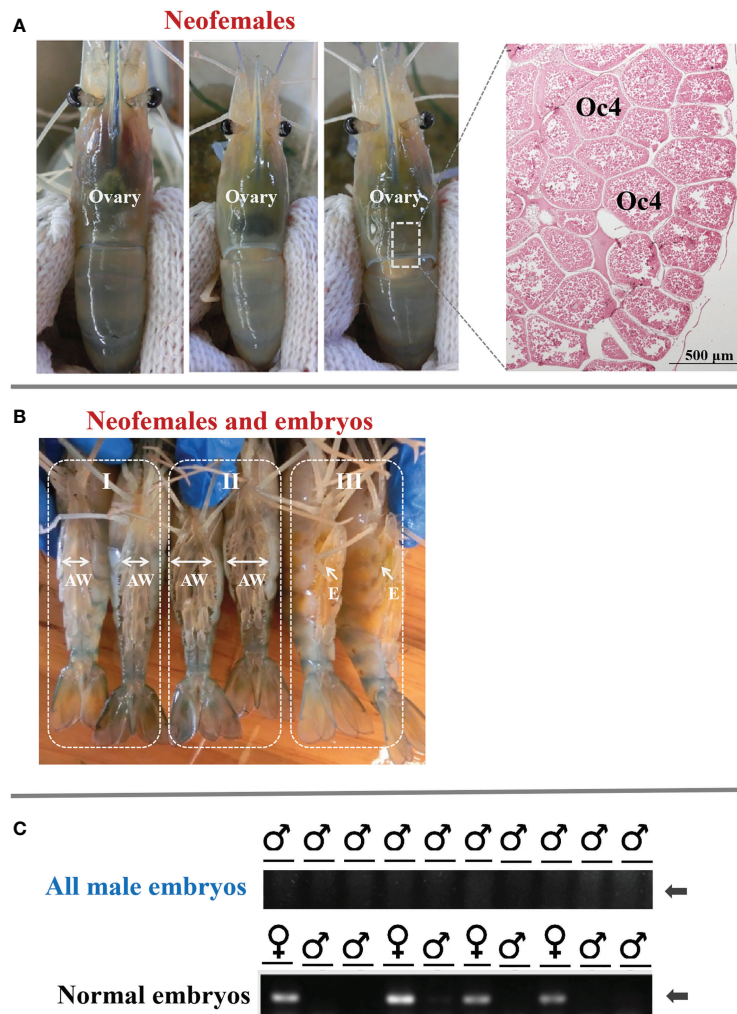 A
Neofemales
Ovary
Ovary
Ovary
Oc4
Oc4
500 µm
B
Neofemales and embryos
I
II
III
AW
AW
AW
AW
E
E
C
♂ ♂ ♂ ♂ ♂ ♂ ♂ ♂ ♂ ♂
All male embryos
♀ ♂ ♂ ♀ ♂ ♀ ♂ ♀ ♂ ♂
Normal embryos